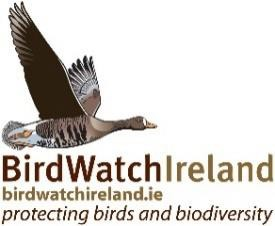 BirdWatchIreland
birdwatchireland.ie
protecting birds and biodiversity